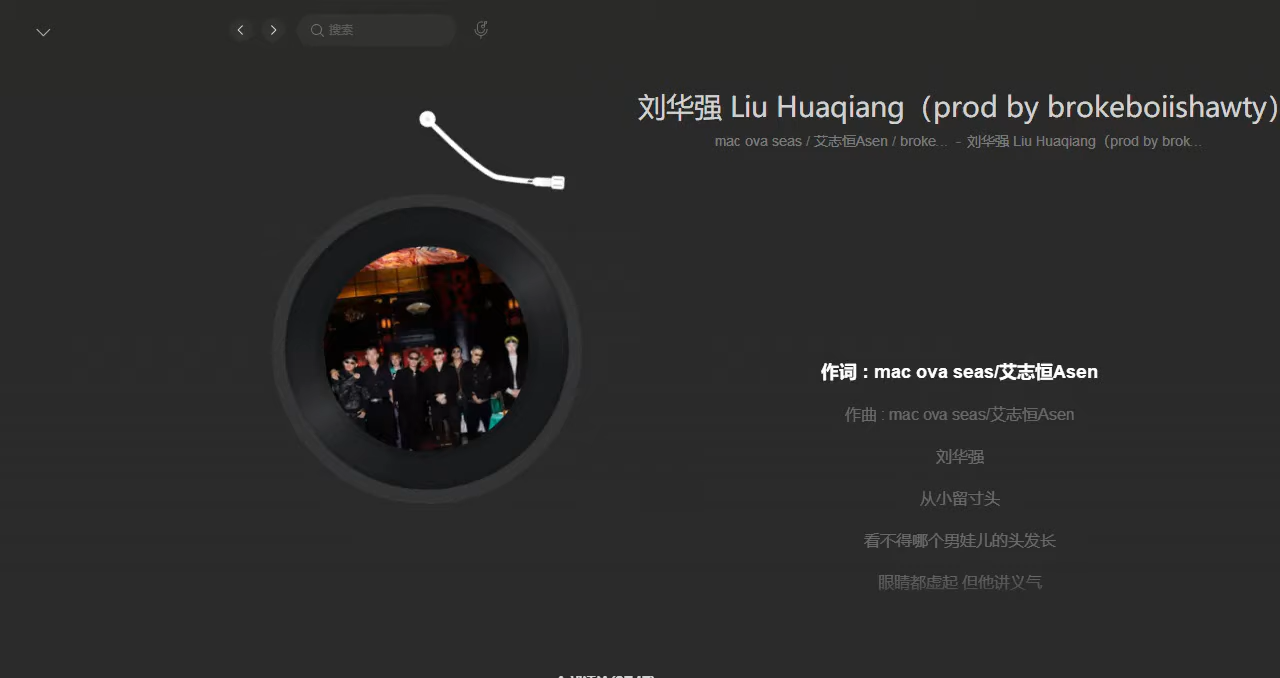 搜索
刘华强 Liu Huaqiang（prod by brokeboiishawty）
mac ova seas / 艾志恒Asen / broke... - 刘华强 Liu Huaqiang（prod by brok...
作词 : mac ova seas/艾志恒Asen
作曲 : mac ova seas/艾志恒Asen
刘华强
从小留寸头
看不得哪个男娃儿的头发长
眼睛都虚起 但他讲义气